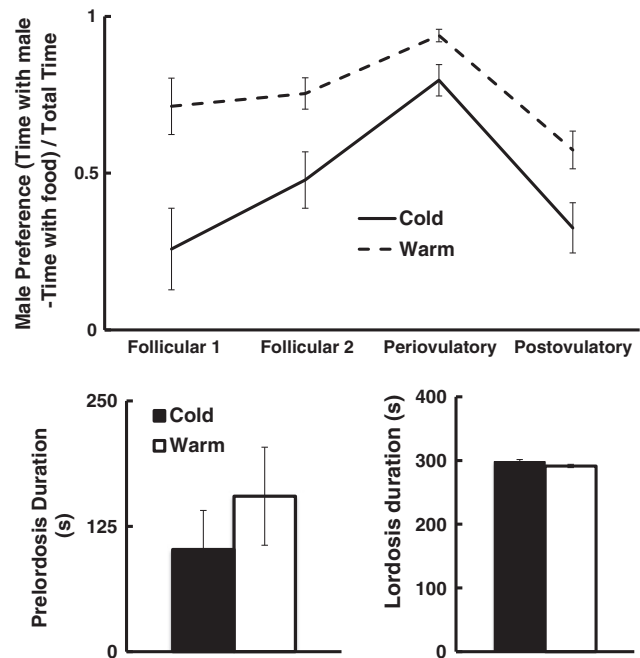 Male Preference (Time with male
-Time with food) / Total Time
1
0.5
0
Cold
Warm
Follicular 1
Follicular 2
Periovulatory
Postovulatory
Prelordosis Duration
(s)
250
125
0
Cold
Warm
Lordosis duration (s)
400
300
200
100
0